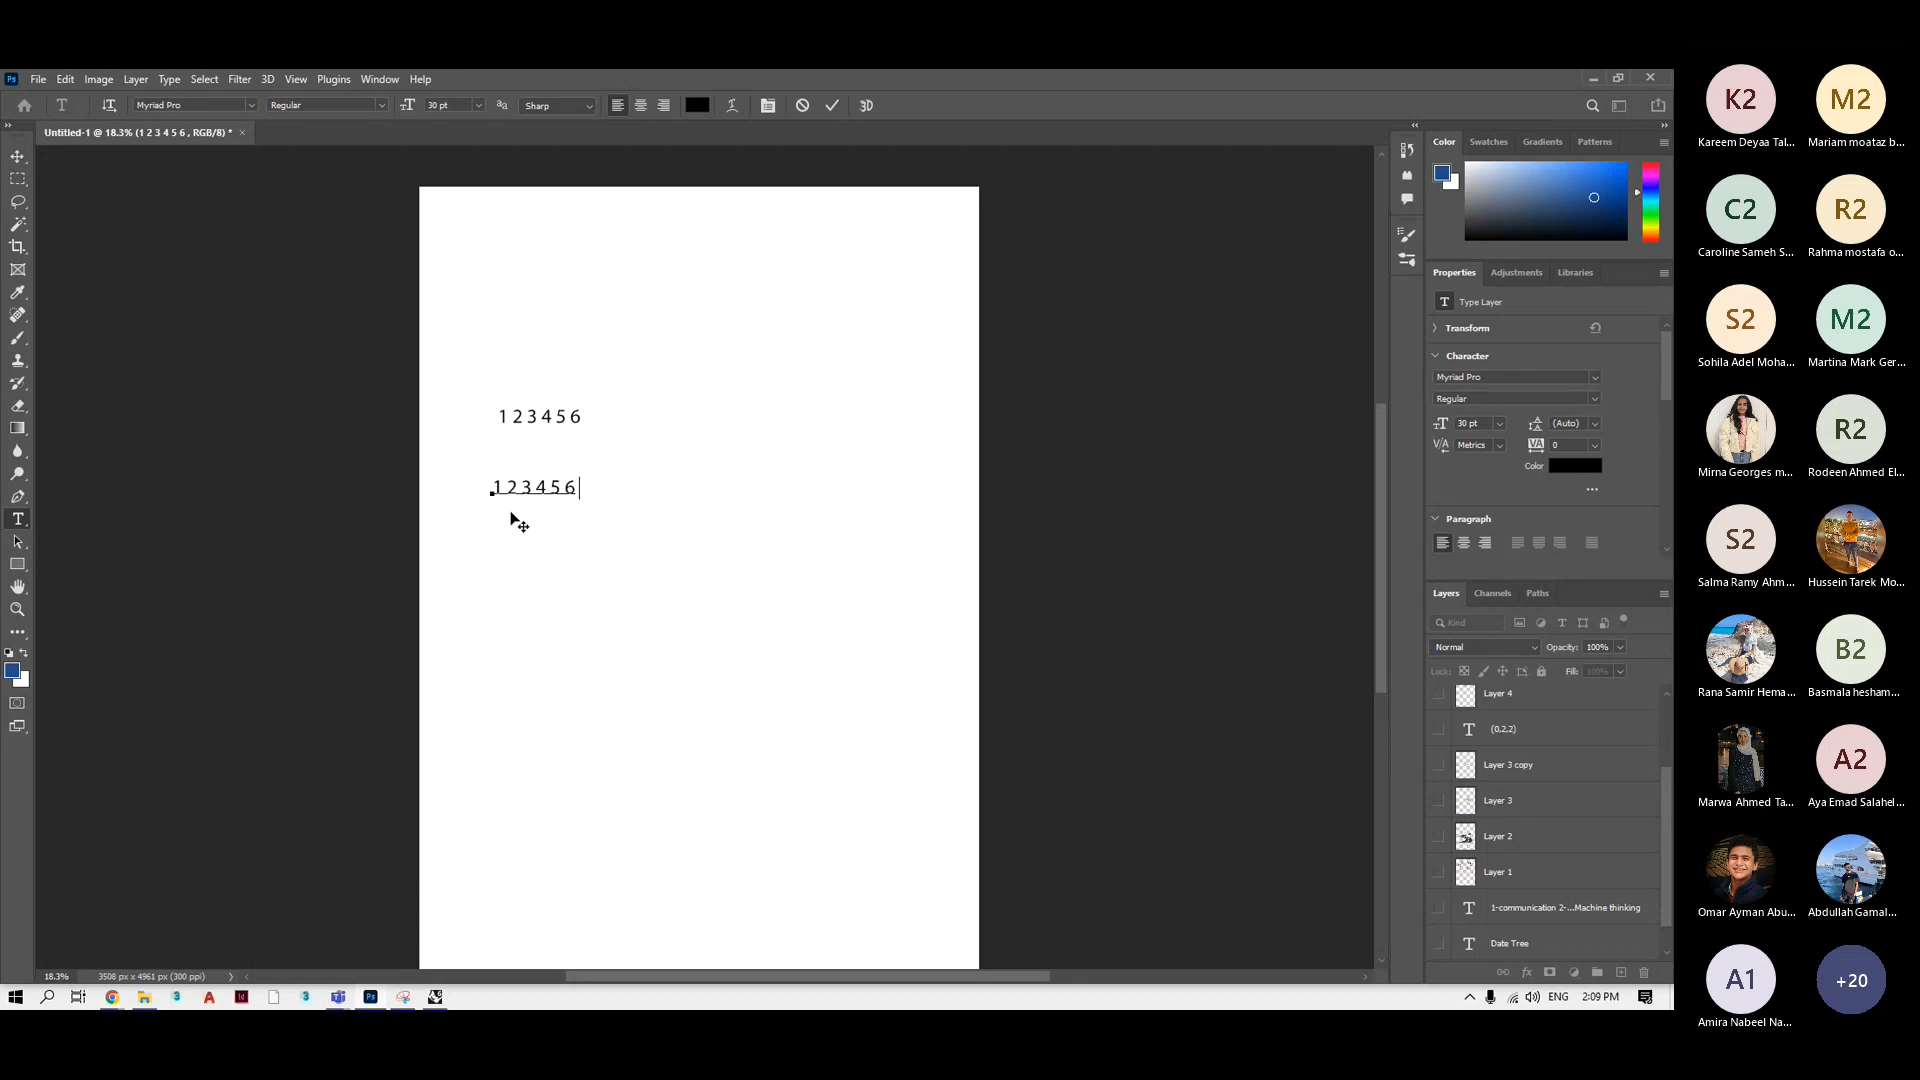 File Edit Image Layer Type Select Filter 3D View Plugins Window Help
Myriad Pro Regular 30 pt Sharp 3D
Untitled-1 @ 18.3% (1 2 3 4 5 6 , RGB/8) *
1 2 3 4 5 6
1 2 3 4 5 6
Color Swatches Gradients Patterns
Properties Adjustments Libraries
Type Layer
Transform
Character
Myriad Pro
Regular
30 pt (Auto)
Metrics 0
Color
Paragraph
Layers Channels Paths
Kind
Normal Opacity: 100%
Lock: Fill: 100%
Layer 4
(0,2,2)
Layer 3 copy
Layer 3
Layer 2
Layer 1
1-communication 2-...Machine thinking
Date Tree
18.3% 3508 px x 4961 px (300 ppi)
ENG 2:09 PM
K2 M2
Kareem Deyaa Tal... Mariam moataz b...
C2 R2
Caroline Sameh S... Rahma mostafa o...
S2 M2
Sohila Adel Moha... Martina Mark Ger...
R2
Mirna Georges m... Rodeen Ahmed El...
S2
Salma Ramy Ahm... Hussein Tarek Mo...
B2
Rana Samir Hema... Basmala hesham...
A2
Marwa Ahmed Ta... Aya Emad Salahel...
Omar Ayman Abu... Abdullah Gamal...
A1 +20
Amira Nabeel Na...